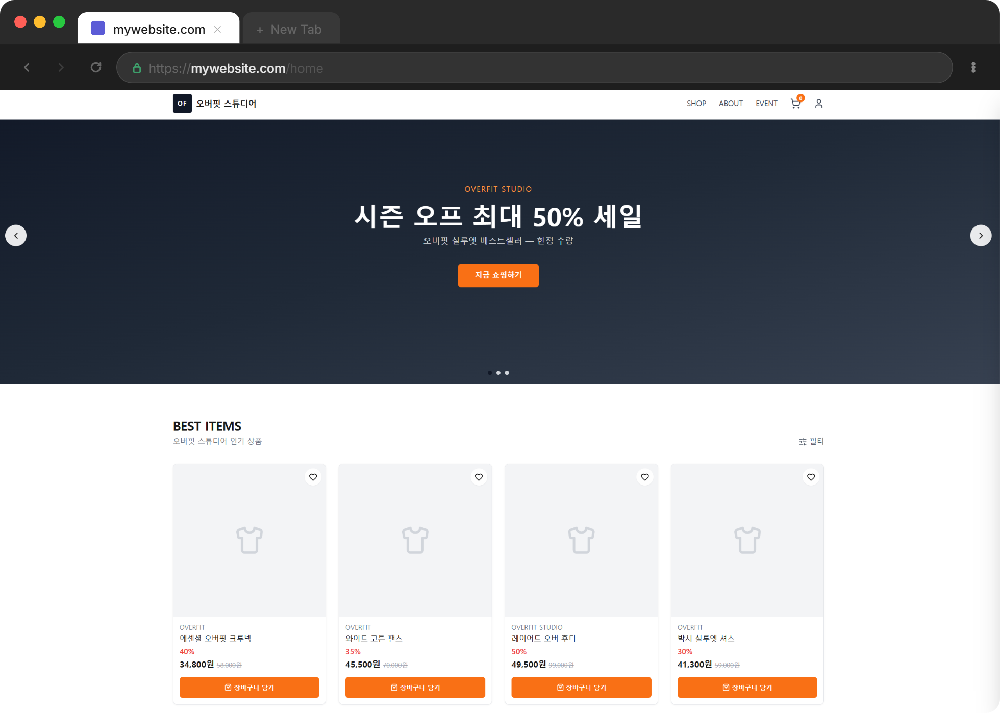 mywebsite.com
+ New Tab
https://mywebsite.com/home
OF 오버핏 스튜디어
SHOP ABOUT EVENT 0
OVERFIT STUDIO
시즌 오프 최대 50% 세일
오버핏 실루엣 베스트셀러 — 한정 수량
지금 쇼핑하기
BEST ITEMS
오버핏 스튜디어 인기 상품
필터
OVERFIT
에센셜 오버핏 크루넥
40%
34,800원 58,000원
장바구니 담기
OVERFIT
와이드 코튼 팬츠
35%
45,500원 70,000원
장바구니 담기
OVERFIT STUDIO
레이어드 오버 후디
50%
49,500원 99,000원
장바구니 담기
OVERFIT
박시 실루엣 셔츠
30%
41,300원 59,000원
장바구니 담기